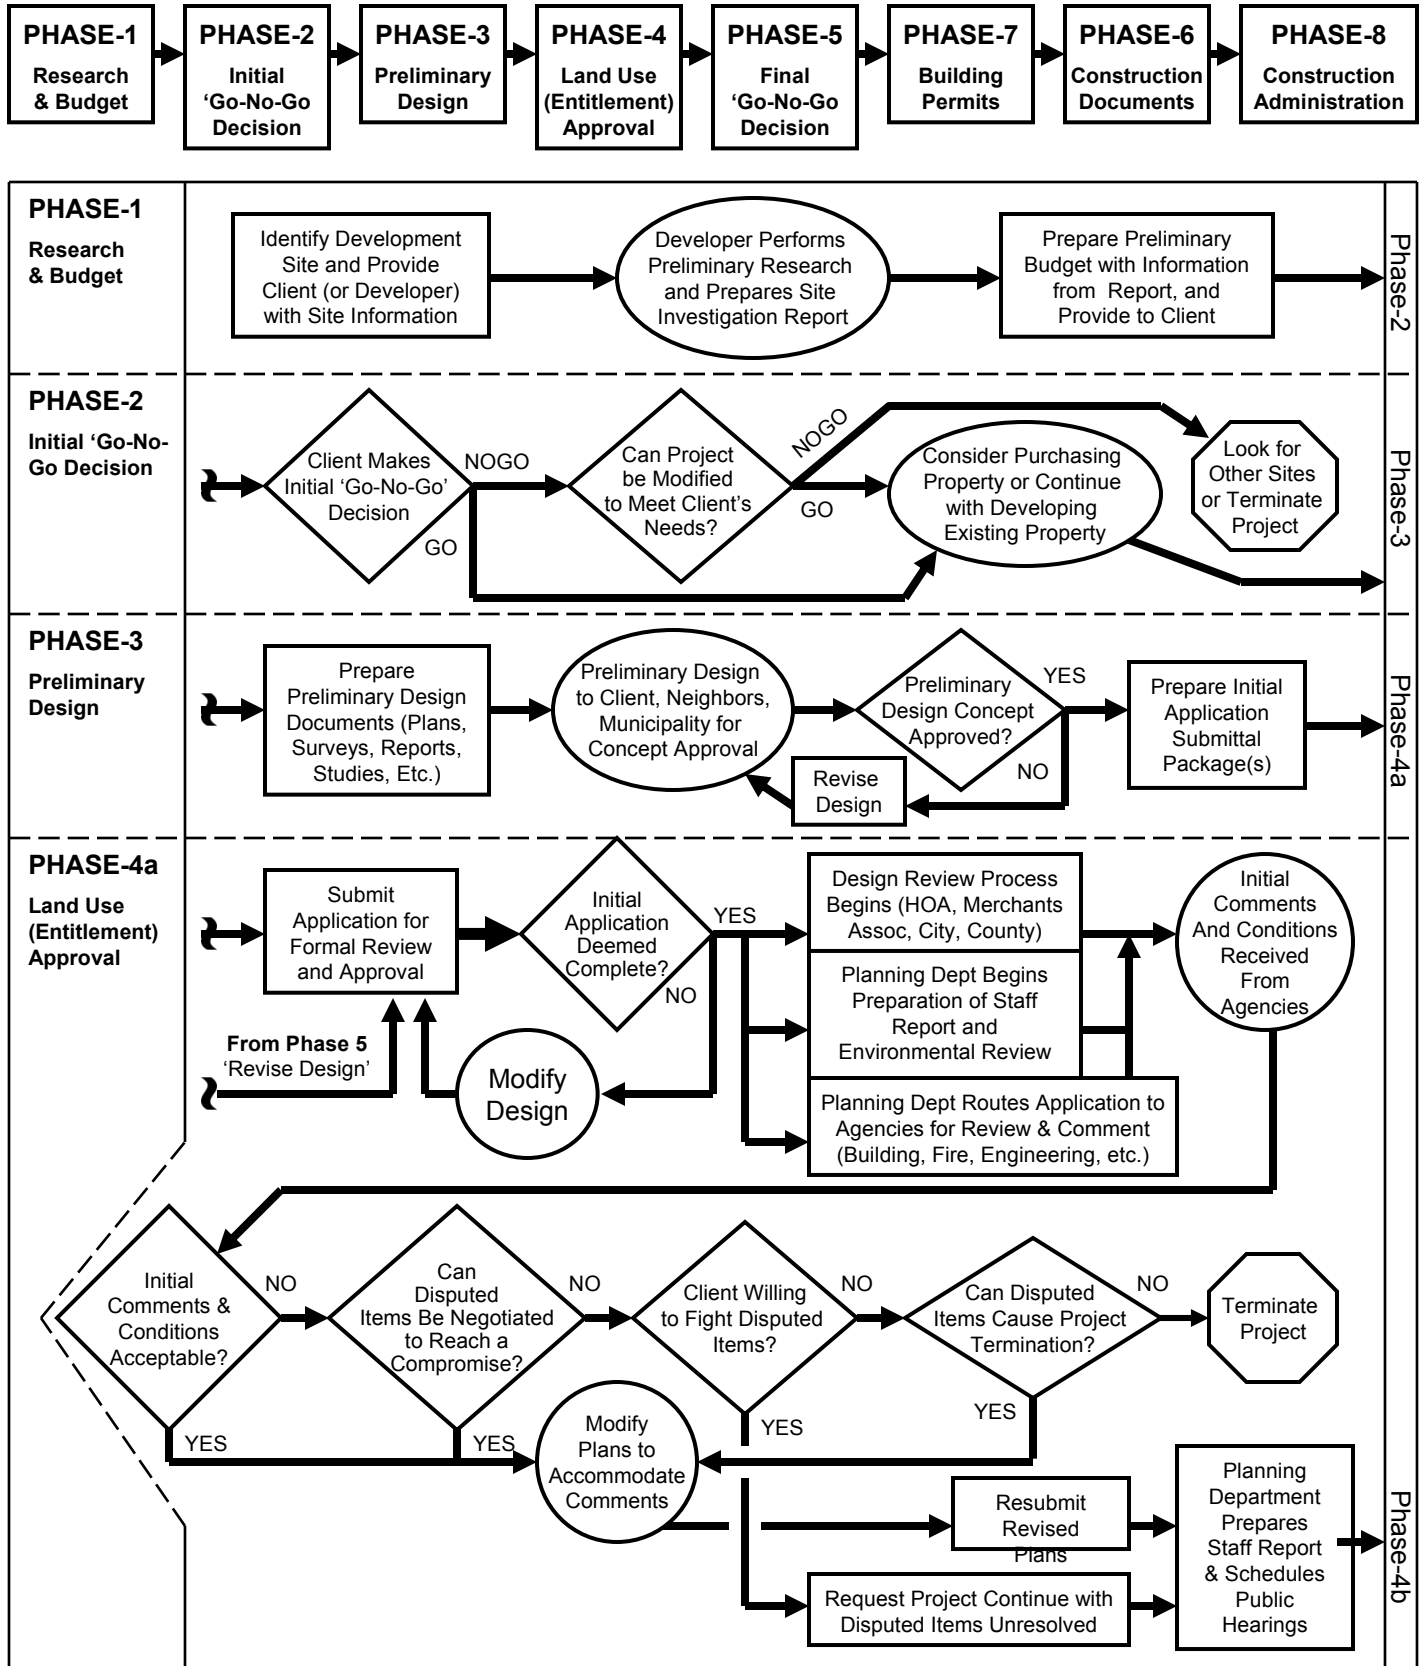 PHASE-1
Research
& Budget
PHASE-2
Initial
‘Go-No-Go
Decision
PHASE-3
Preliminary
Design
PHASE-4
Land Use
(Entitlement)
Approval
PHASE-5
Final
‘Go-No-Go
Decision
PHASE-7
Building
Permits
PHASE-6
Construction
Documents
PHASE-8
Construction
Administration
PHASE-1
Research
& Budget
Identify Development
Site and Provide
Client (or Developer)
with Site Information
Developer Performs
Preliminary Research
and Prepares Site
Investigation Report
Prepare Preliminary
Budget with Information
from Report, and
Provide to Client
Phase-2
PHASE-2
Initial ‘Go-No-
Go Decision
Client Makes
Initial ‘Go-No-Go’
Decision
NOGO
GO
Can Project
be Modified
to Meet Client’s
Needs?
NOGO
GO
Consider Purchasing
Property or Continue
with Developing
Existing Property
Look for
Other Sites
or Terminate
Project
Phase-3
PHASE-3
Preliminary
Design
Prepare
Preliminary Design
Documents (Plans,
Surveys, Reports,
Studies, Etc.)
Preliminary Design
to Client, Neighbors,
Municipality for
Concept Approval
Preliminary
Design Concept
Approved?
YES
NO
Revise
Design
Prepare Initial
Application
Submittal
Package(s)
Phase-4a
PHASE-4a
Land Use
(Entitlement)
Approval
Submit
Application for
Formal Review
and Approval
Initial
Application
Deemed
Complete?
YES
NO
From Phase 5
‘Revise Design’
Modify
Design
Design Review Process
Begins (HOA, Merchants
Assoc, City, County)
Planning Dept Begins
Preparation of Staff
Report and
Environmental Review
Planning Dept Routes Application to
Agencies for Review & Comment
(Building, Fire, Engineering, etc.)
Initial
Comments
And Conditions
Received
From
Agencies
Initial
Comments &
Conditions
Acceptable?
NO
YES
Can
Disputed
Items Be Negotiated
to Reach a
Compromise?
NO
YES
Client Willing
to Fight Disputed
Items?
NO
YES
Can Disputed
Items Cause Project
Termination?
NO
YES
Terminate
Project
Modify
Plans to
Accommodate
Comments
Resubmit
Revised
Plans
Request Project Continue with
Disputed Items Unresolved
Planning
Department
Prepares
Staff Report
& Schedules
Public
Hearings
Phase-4b